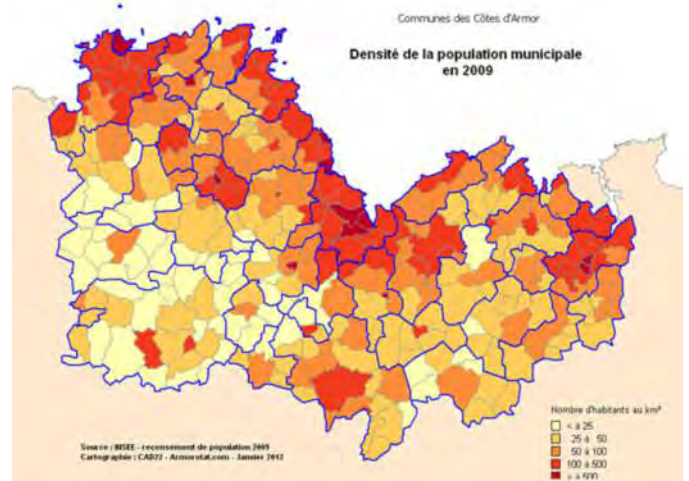 Communes des Côtes d'Armor
Densité de la population municipale
en 2009
Nombre d'habitants au km²
< à 25
25 à 50
50 à 100
100 à 500
> à 500
Source : INSEE - recensement de population 2009
Cartographie : CAD22 - Armorstat.com - Janvier 2012